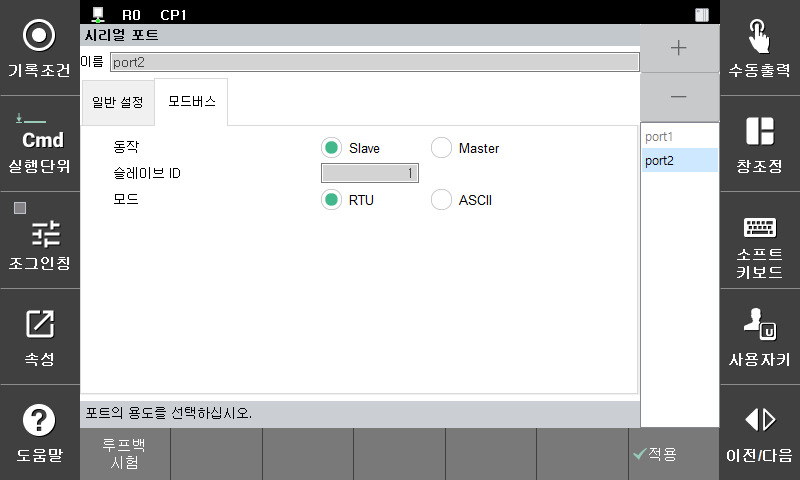 R0 CP1
시리얼 포트
이름 port2
일반 설정
모드버스
동작
Slave
Master
슬레이브 ID
1
모드
RTU
ASCII
포트의 용도를 선택하십시오.
+
−
port1
port2
기록조건
Cmd
실행단위
조그인칭
속성
?
도움말
수동출력
창조정
소프트
키보드
U
사용자키
이전/다음
루프백
시험
적용